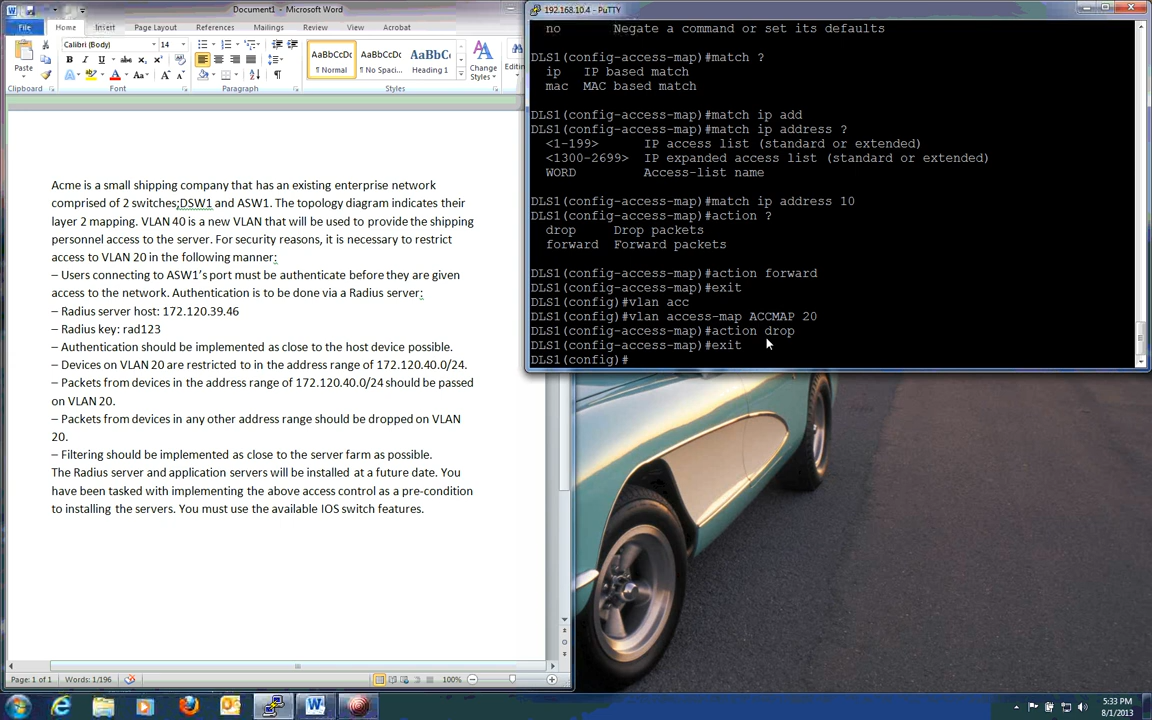 Document1 - Microsoft Word
File Home Insert Page Layout References Mailings Review View Acrobat
Paste
Calibri (Body) 14
AaBbCcDc AaBbCcDc AaBbCc
¶ Normal ¶ No Spaci... Heading 1
Change Styles
Editing
Clipboard Font Paragraph Styles
Acme is a small shipping company that has an existing enterprise network
comprised of 2 switches;DSW1 and ASW1. The topology diagram indicates their
layer 2 mapping. VLAN 40 is a new VLAN that will be used to provide the shipping
personnel access to the server. For security reasons, it is necessary to restrict
access to VLAN 20 in the following manner:
– Users connecting to ASW1's port must be authenticate before they are given
access to the network. Authentication is to be done via a Radius server:
– Radius server host: 172.120.39.46
– Radius key: rad123
– Authentication should be implemented as close to the host device possible.
– Devices on VLAN 20 are restricted to in the address range of 172.120.40.0/24.
– Packets from devices in the address range of 172.120.40.0/24 should be passed
on VLAN 20.
– Packets from devices in any other address range should be dropped on VLAN
20.
– Filtering should be implemented as close to the server farm as possible.
The Radius server and application servers will be installed at a future date. You
have been tasked with implementing the above access control as a pre-condition
to installing the servers. You must use the available IOS switch features.
Page: 1 of 1 Words: 1/196 100%
192.168.10.4 - PuTTY
no Negate a command or set its defaults
DLS1(config-access-map)#match ?
ip IP based match
mac MAC based match
DLS1(config-access-map)#match ip add
DLS1(config-access-map)#match ip address ?
<1-199> IP access list (standard or extended)
<1300-2699> IP expanded access list (standard or extended)
WORD Access-list name
DLS1(config-access-map)#match ip address 10
DLS1(config-access-map)#action ?
drop Drop packets
forward Forward packets
DLS1(config-access-map)#action forward
DLS1(config-access-map)#exit
DLS1(config)#vlan acc
DLS1(config)#vlan access-map ACCMAP 20
DLS1(config-access-map)#action drop
DLS1(config-access-map)#exit
DLS1(config)#
5:33 PM
8/1/2013